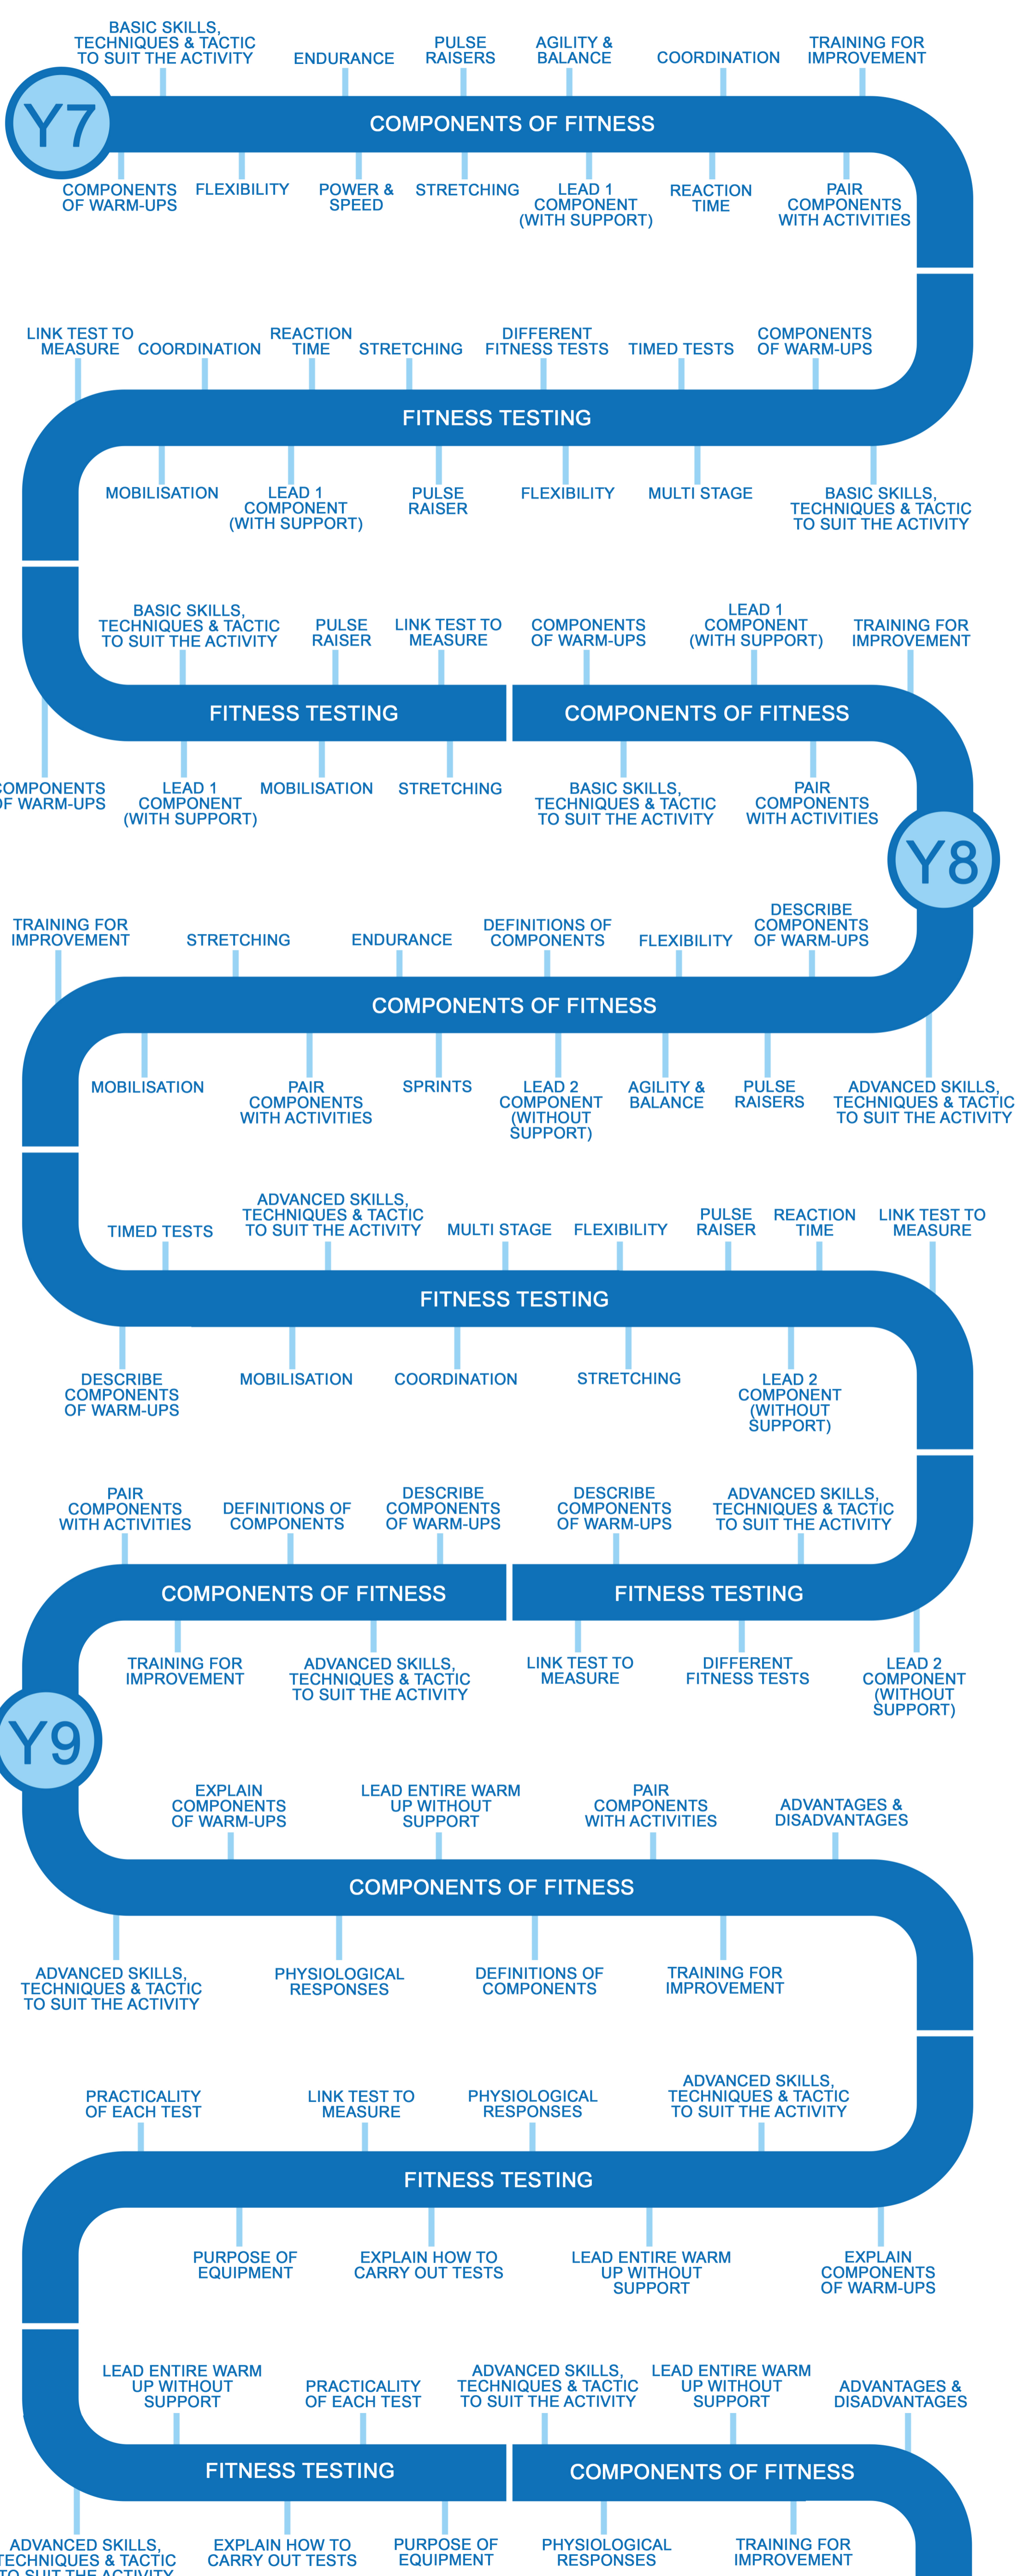 BASIC SKILLS,
TECHNIQUES & TACTIC
TO SUIT THE ACTIVITY
ENDURANCE
PULSE
RAISERS
AGILITY &
BALANCE
COORDINATION
TRAINING FOR
IMPROVEMENT
Y7
COMPONENTS OF FITNESS
COMPONENTS
OF WARM-UPS
FLEXIBILITY
POWER &
SPEED
STRETCHING
LEAD 1
COMPONENT
(WITH SUPPORT)
REACTION
TIME
PAIR
COMPONENTS
WITH ACTIVITIES
LINK TEST TO
MEASURE
COORDINATION
REACTION
TIME
STRETCHING
DIFFERENT
FITNESS TESTS
TIMED TESTS
COMPONENTS
OF WARM-UPS
FITNESS TESTING
MOBILISATION
LEAD 1
COMPONENT
(WITH SUPPORT)
PULSE
RAISER
FLEXIBILITY
MULTI STAGE
BASIC SKILLS,
TECHNIQUES & TACTIC
TO SUIT THE ACTIVITY
BASIC SKILLS,
TECHNIQUES & TACTIC
TO SUIT THE ACTIVITY
PULSE
RAISER
LINK TEST TO
MEASURE
COMPONENTS
OF WARM-UPS
LEAD 1
COMPONENT
(WITH SUPPORT)
TRAINING FOR
IMPROVEMENT
FITNESS TESTING
COMPONENTS OF FITNESS
COMPONENTS
OF WARM-UPS
LEAD 1
COMPONENT
(WITH SUPPORT)
MOBILISATION
STRETCHING
BASIC SKILLS,
TECHNIQUES & TACTIC
TO SUIT THE ACTIVITY
PAIR
COMPONENTS
WITH ACTIVITIES
Y8
TRAINING FOR
IMPROVEMENT
STRETCHING
ENDURANCE
DEFINITIONS OF
COMPONENTS
FLEXIBILITY
DESCRIBE
COMPONENTS
OF WARM-UPS
COMPONENTS OF FITNESS
MOBILISATION
PAIR
COMPONENTS
WITH ACTIVITIES
SPRINTS
LEAD 2
COMPONENT
(WITHOUT
SUPPORT)
AGILITY &
BALANCE
PULSE
RAISERS
ADVANCED SKILLS,
TECHNIQUES & TACTIC
TO SUIT THE ACTIVITY
TIMED TESTS
ADVANCED SKILLS,
TECHNIQUES & TACTIC
TO SUIT THE ACTIVITY
MULTI STAGE
FLEXIBILITY
PULSE
RAISER
REACTION
TIME
LINK TEST TO
MEASURE
FITNESS TESTING
DESCRIBE
COMPONENTS
OF WARM-UPS
MOBILISATION
COORDINATION
STRETCHING
LEAD 2
COMPONENT
(WITHOUT
SUPPORT)
PAIR
COMPONENTS
WITH ACTIVITIES
DEFINITIONS OF
COMPONENTS
DESCRIBE
COMPONENTS
OF WARM-UPS
DESCRIBE
COMPONENTS
OF WARM-UPS
ADVANCED SKILLS,
TECHNIQUES & TACTIC
TO SUIT THE ACTIVITY
COMPONENTS OF FITNESS
FITNESS TESTING
TRAINING FOR
IMPROVEMENT
ADVANCED SKILLS,
TECHNIQUES & TACTIC
TO SUIT THE ACTIVITY
LINK TEST TO
MEASURE
DIFFERENT
FITNESS TESTS
LEAD 2
COMPONENT
(WITHOUT
SUPPORT)
Y9
EXPLAIN
COMPONENTS
OF WARM-UPS
LEAD ENTIRE WARM
UP WITHOUT
SUPPORT
PAIR
COMPONENTS
WITH ACTIVITIES
ADVANTAGES &
DISADVANTAGES
COMPONENTS OF FITNESS
ADVANCED SKILLS,
TECHNIQUES & TACTIC
TO SUIT THE ACTIVITY
PHYSIOLOGICAL
RESPONSES
DEFINITIONS OF
COMPONENTS
TRAINING FOR
IMPROVEMENT
PRACTICALITY
OF EACH TEST
LINK TEST TO
MEASURE
PHYSIOLOGICAL
RESPONSES
ADVANCED SKILLS,
TECHNIQUES & TACTIC
TO SUIT THE ACTIVITY
FITNESS TESTING
PURPOSE OF
EQUIPMENT
EXPLAIN HOW TO
CARRY OUT TESTS
LEAD ENTIRE WARM
UP WITHOUT
SUPPORT
EXPLAIN
COMPONENTS
OF WARM-UPS
LEAD ENTIRE WARM
UP WITHOUT
SUPPORT
PRACTICALITY
OF EACH TEST
ADVANCED SKILLS,
TECHNIQUES & TACTIC
TO SUIT THE ACTIVITY
LEAD ENTIRE WARM
UP WITHOUT
SUPPORT
ADVANTAGES &
DISADVANTAGES
FITNESS TESTING
COMPONENTS OF FITNESS
ADVANCED SKILLS,
TECHNIQUES & TACTIC
TO SUIT THE ACTIVITY
EXPLAIN HOW TO
CARRY OUT TESTS
PURPOSE OF
EQUIPMENT
PHYSIOLOGICAL
RESPONSES
TRAINING FOR
IMPROVEMENT